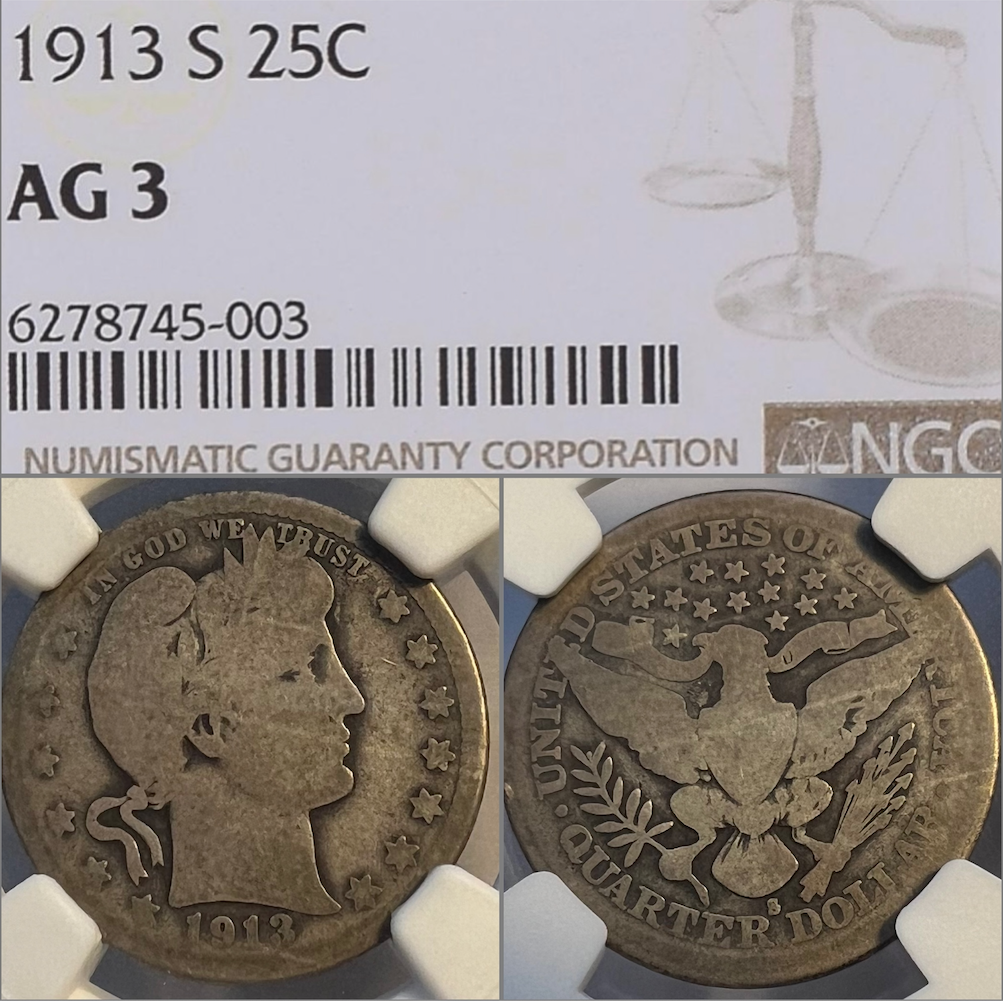 1913 S 25C
AG 3
6278745-003
NUMISMATIC GUARANTY CORPORATION
NGC
IN GOD WE TRUST
1913
UNITED STATES OF
QUARTER DOLLAR
S